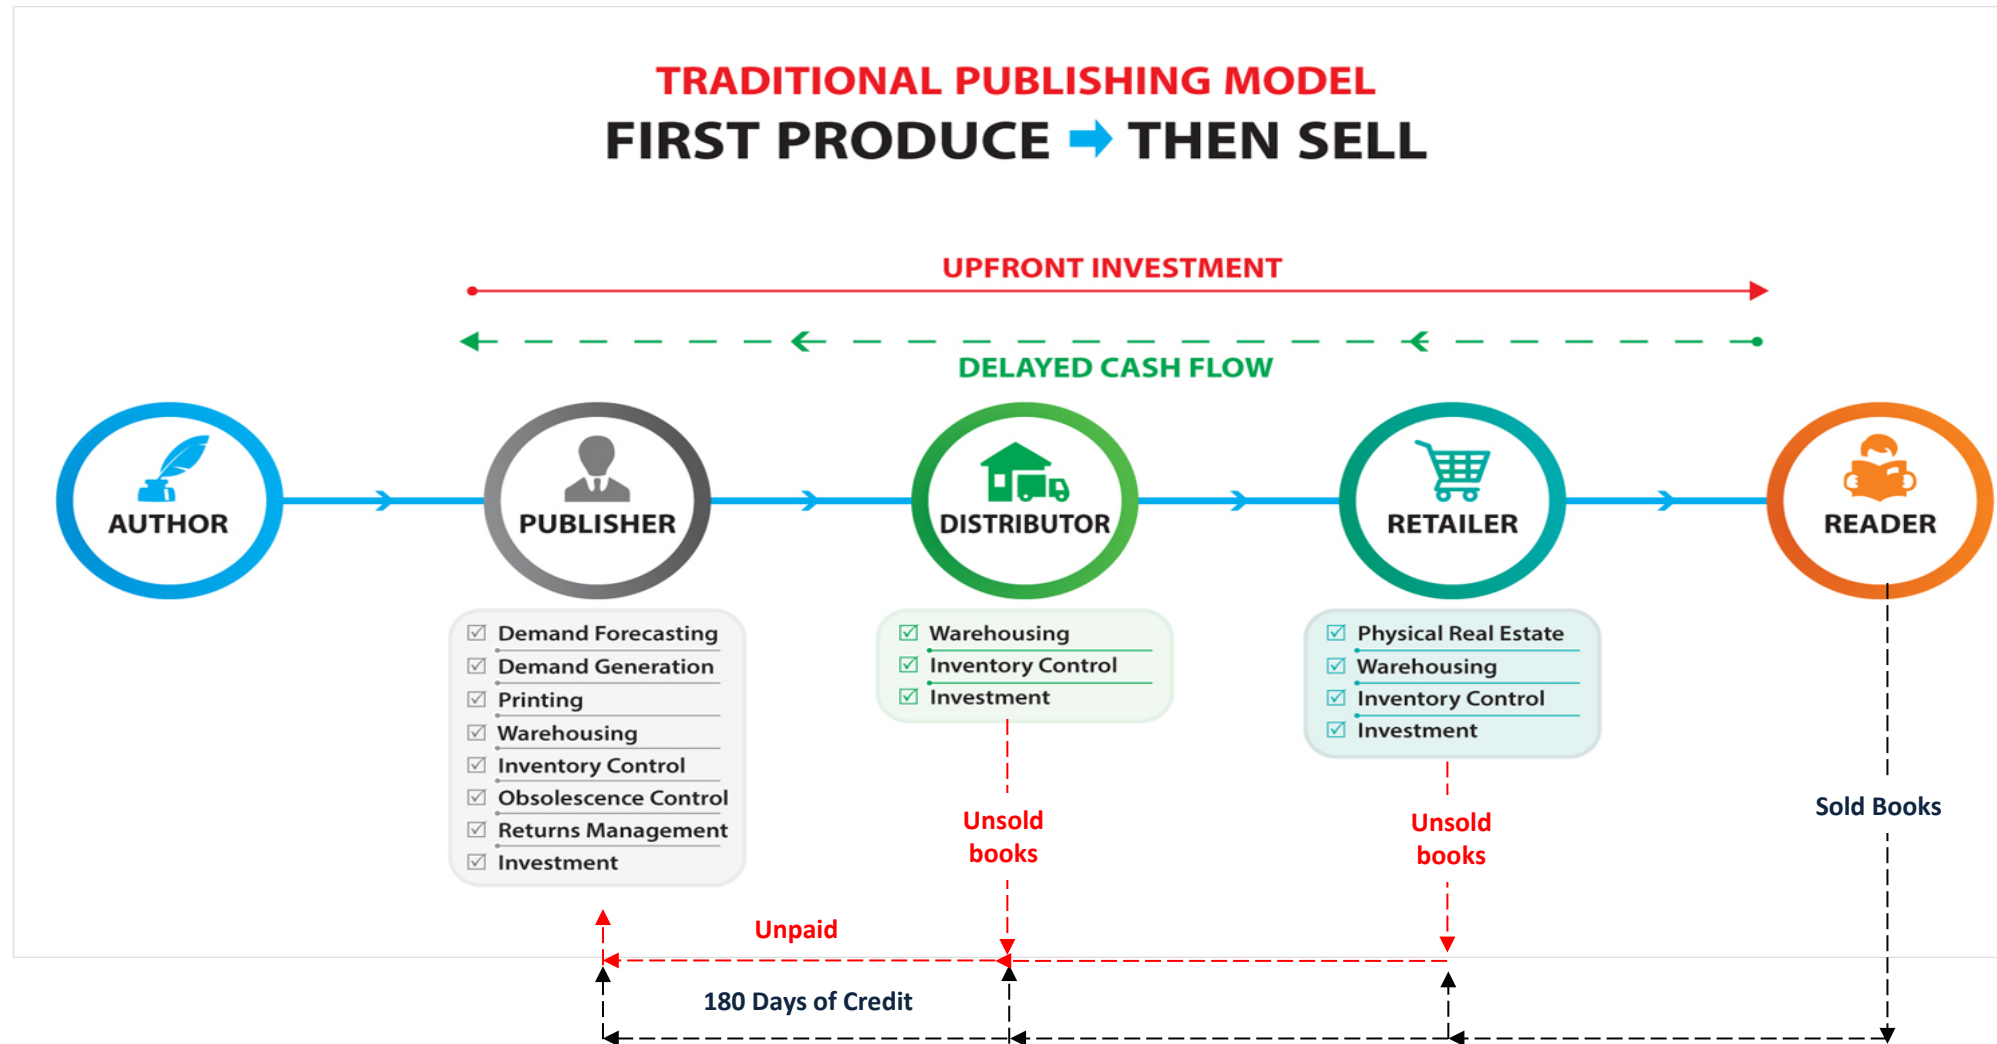 TRADITIONAL PUBLISHING MODEL
FIRST PRODUCE THEN SELL
UPFRONT INVESTMENT
DELAYED CASH FLOW
AUTHOR
PUBLISHER
DISTRIBUTOR
RETAILER
READER
Demand Forecasting
Demand Generation
Printing
Warehousing
Inventory Control
Obsolescence Control
Returns Management
Investment
Warehousing
Inventory Control
Investment
Physical Real Estate
Warehousing
Inventory Control
Investment
Unsold
books
Unsold
books
Sold Books
Unpaid
180 Days of Credit